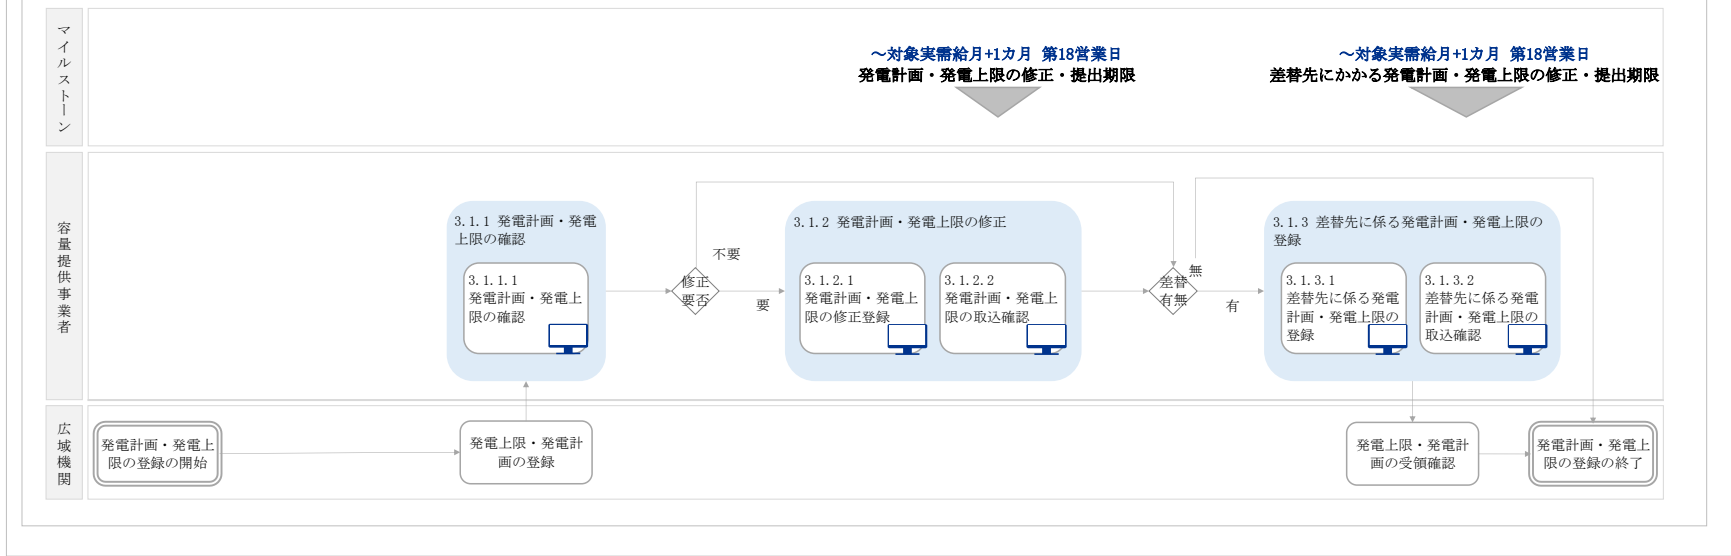 マイルストーン
～対象実需給月+1カ月 第18営業日
発電計画・発電上限の修正・提出期限
～対象実需給月+1カ月 第18営業日
差替先にかかる発電計画・発電上限の修正・提出期限
容量提供事業者
3.1.1 発電計画・発電
上限の確認
3.1.1.1
発電計画・発電上
限の確認
修正
要否
不要
要
3.1.2 発電計画・発電上限の修正
3.1.2.1
発電計画・発電上
限の修正登録
3.1.2.2
発電計画・発電上
限の取込確認
差替
有無
無
有
3.1.3 差替先に係る発電計画・発電上限の
登録
3.1.3.1
差替先に係る発電
計画・発電上限の
登録
3.1.3.2
差替先に係る発電
計画・発電上限の
取込確認
広域機関
発電計画・発電上
限の登録の開始
発電上限・発電計
画の登録
発電上限・発電計
画の受領確認
発電計画・発電上
限の登録の終了